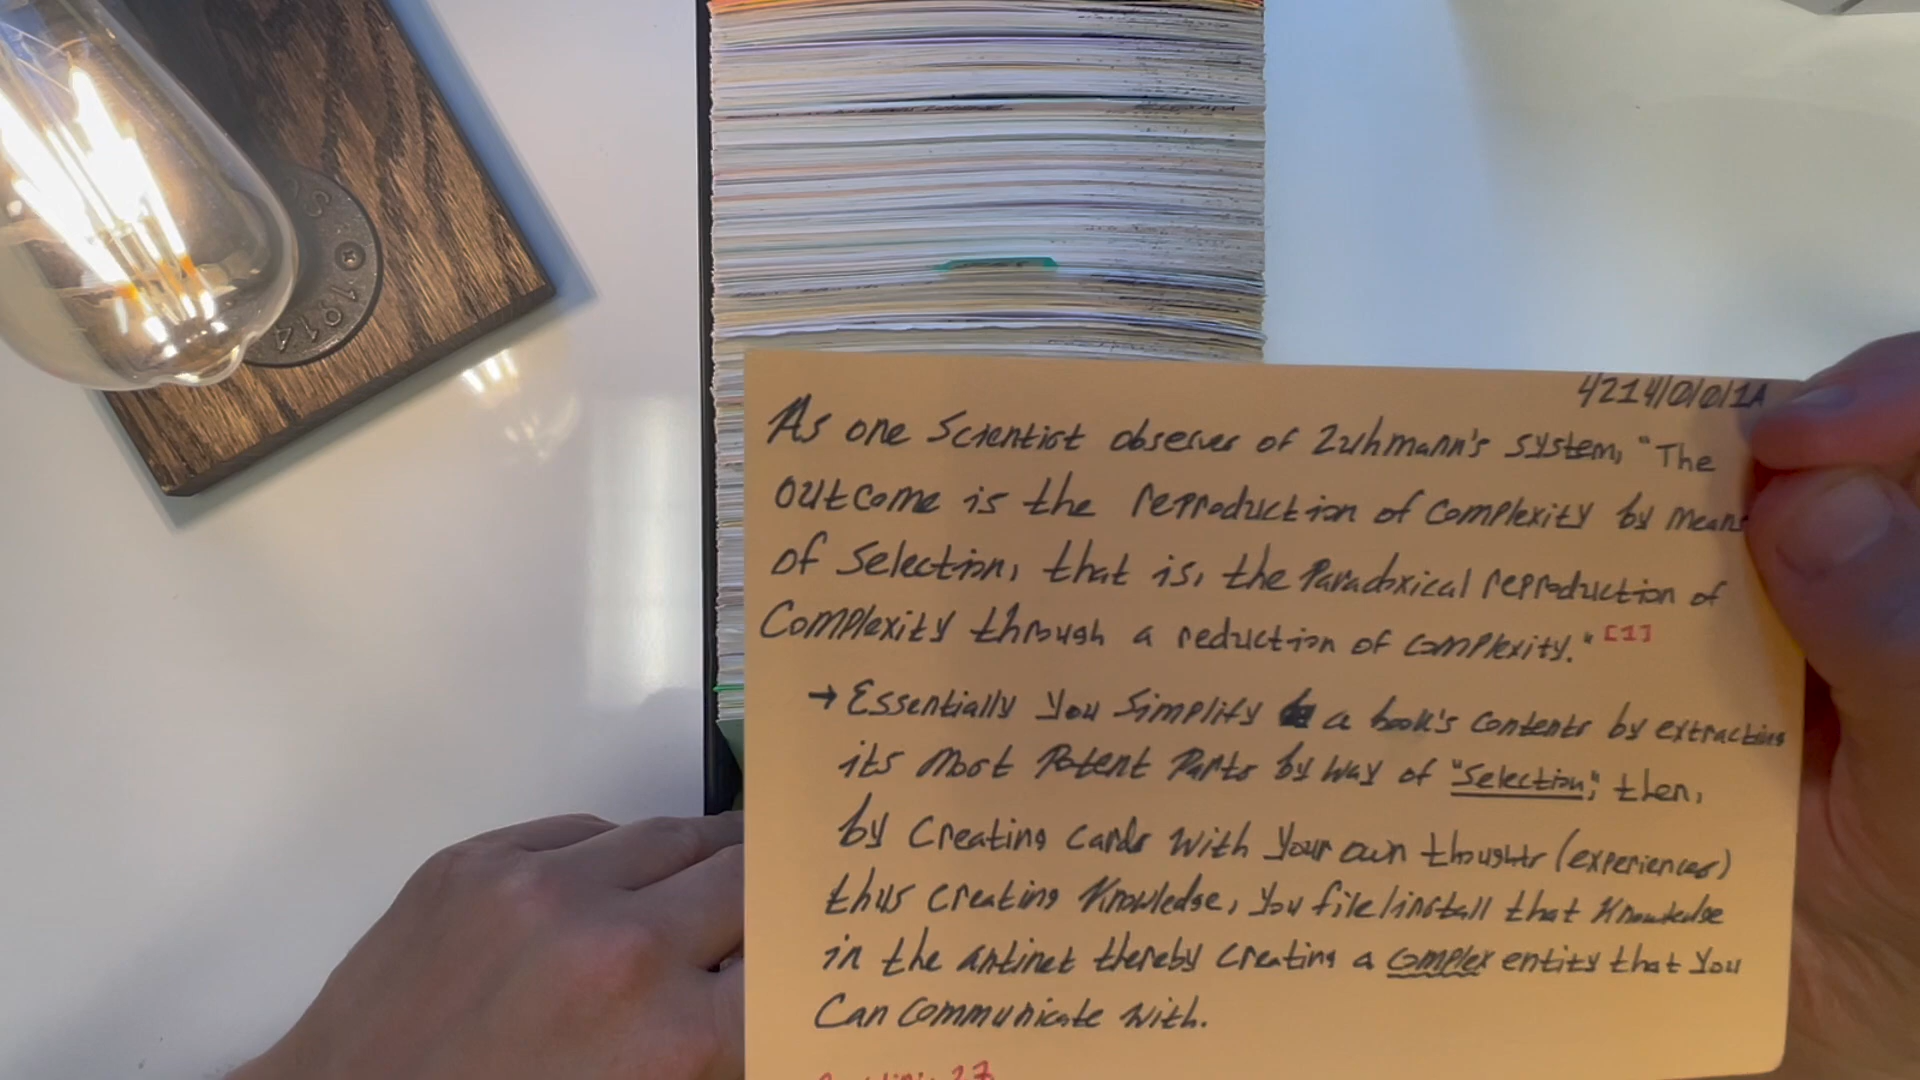 4214/0/0/1A
As one Scientist observes of Luhmann's system, "The
outcome is the reproduction of complexity by means
of Selection, that is, the Paradoxical reproduction of
Complexity through a reduction of complexity." [1]
→ Essentially you simplify a book's contents by extracting
its most Potent Parts by way of "Selection"; then,
by Creating cards with your own thoughts (experiences)
thus creating knowledge, you file/install that knowledge
in the antinet thereby creating a complex entity that you
Can communicate with.
27
1914